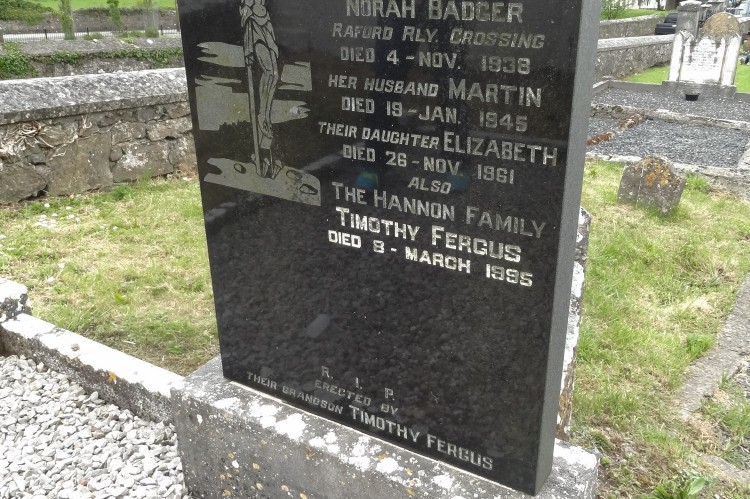 NORAH BADGER
RAFORD RLY. CROSSING
DIED 4 - NOV. 1938
HER HUSBAND MARTIN
DIED 19 - JAN. 1945
THEIR DAUGHTER ELIZABETH
DIED 26 - NOV. 1961
ALSO
THE HANNON FAMILY
TIMOTHY FERGUS
DIED 8 - MARCH 1995
R. I. P.
ERECTED BY
THEIR GRANDSON TIMOTHY FERGUS